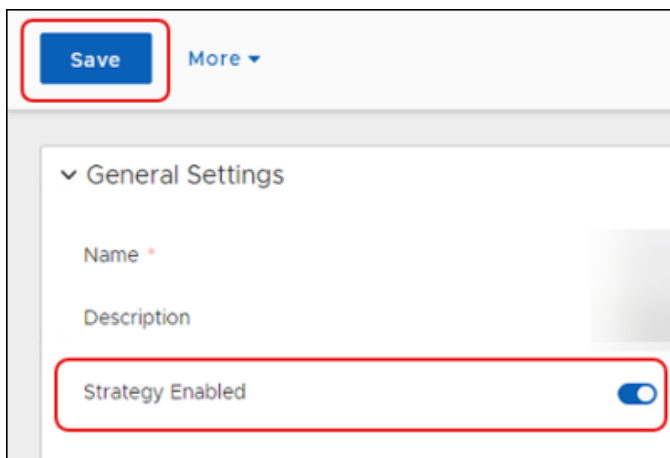 Save More
General Settings
Name *
Description
Strategy Enabled